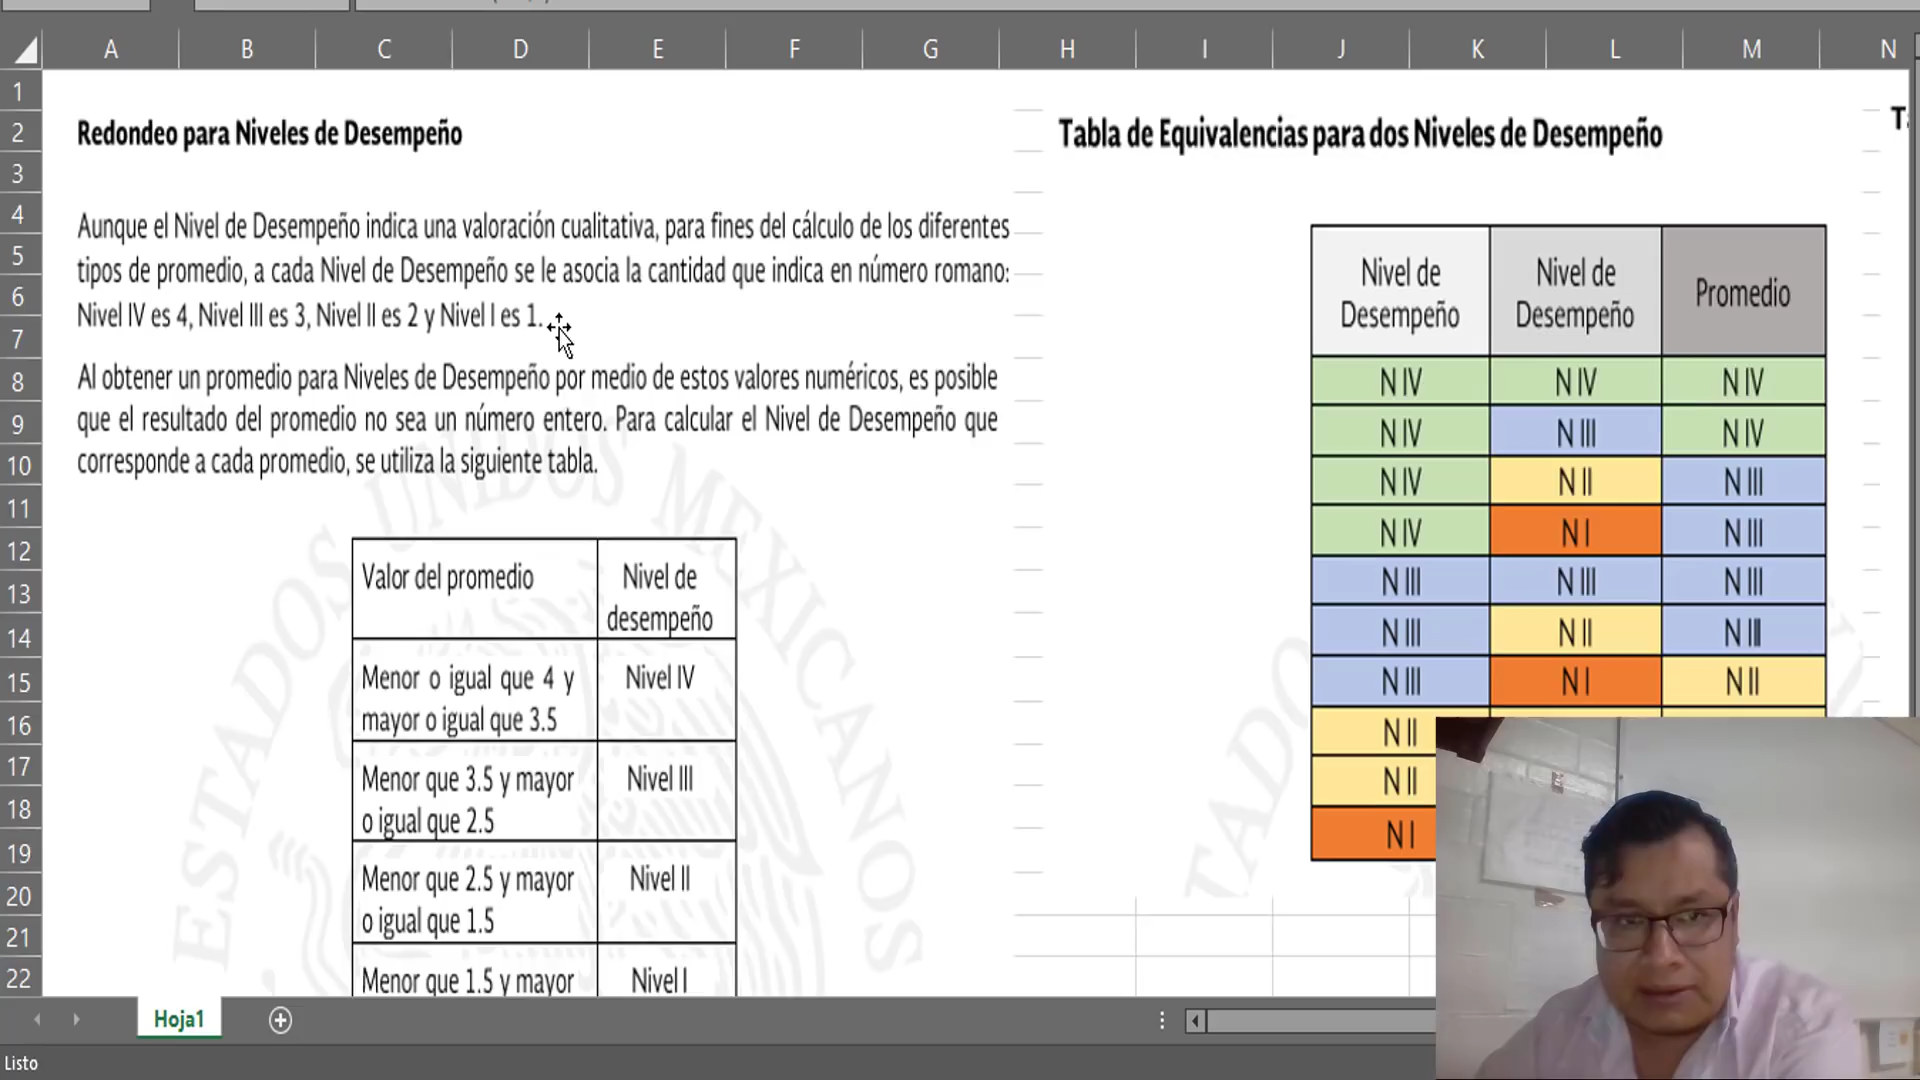 A B C D E F G H I J K L M N
1
2
3
4
5
6
7
8
9
10
11
12
13
14
15
16
17
18
19
20
21
22
Redondeo para Niveles de Desempeño
Aunque el Nivel de Desempeño indica una valoración cualitativa, para fines del cálculo de los diferentes
tipos de promedio, a cada Nivel de Desempeño se le asocia la cantidad que indica en número romano:
Nivel IV es 4, Nivel III es 3, Nivel II es 2 y Nivel I es 1.
Al obtener un promedio para Niveles de Desempeño por medio de estos valores numéricos, es posible
que el resultado del promedio no sea un número entero. Para calcular el Nivel de Desempeño que
corresponde a cada promedio, se utiliza la siguiente tabla.
ESTADOS UNIDOS MEXICANOS
Valor del promedio
Nivel de
desempeño
Menor o igual que 4 y
mayor o igual que 3.5
Nivel IV
Menor que 3.5 y mayor
o igual que 2.5
Nivel III
Menor que 2.5 y mayor
o igual que 1.5
Nivel II
Menor que 1.5 y mayor
Nivel I
Tabla de Equivalencias para dos Niveles de Desempeño
Nivel de
Desempeño
Nivel de
Desempeño
Promedio
N IV N IV N IV
N IV N III N IV
N IV N II N III
N IV N I N III
N III N III N III
N III N II N III
N III N I N II
N II
N II
N I
Hoja1
Listo